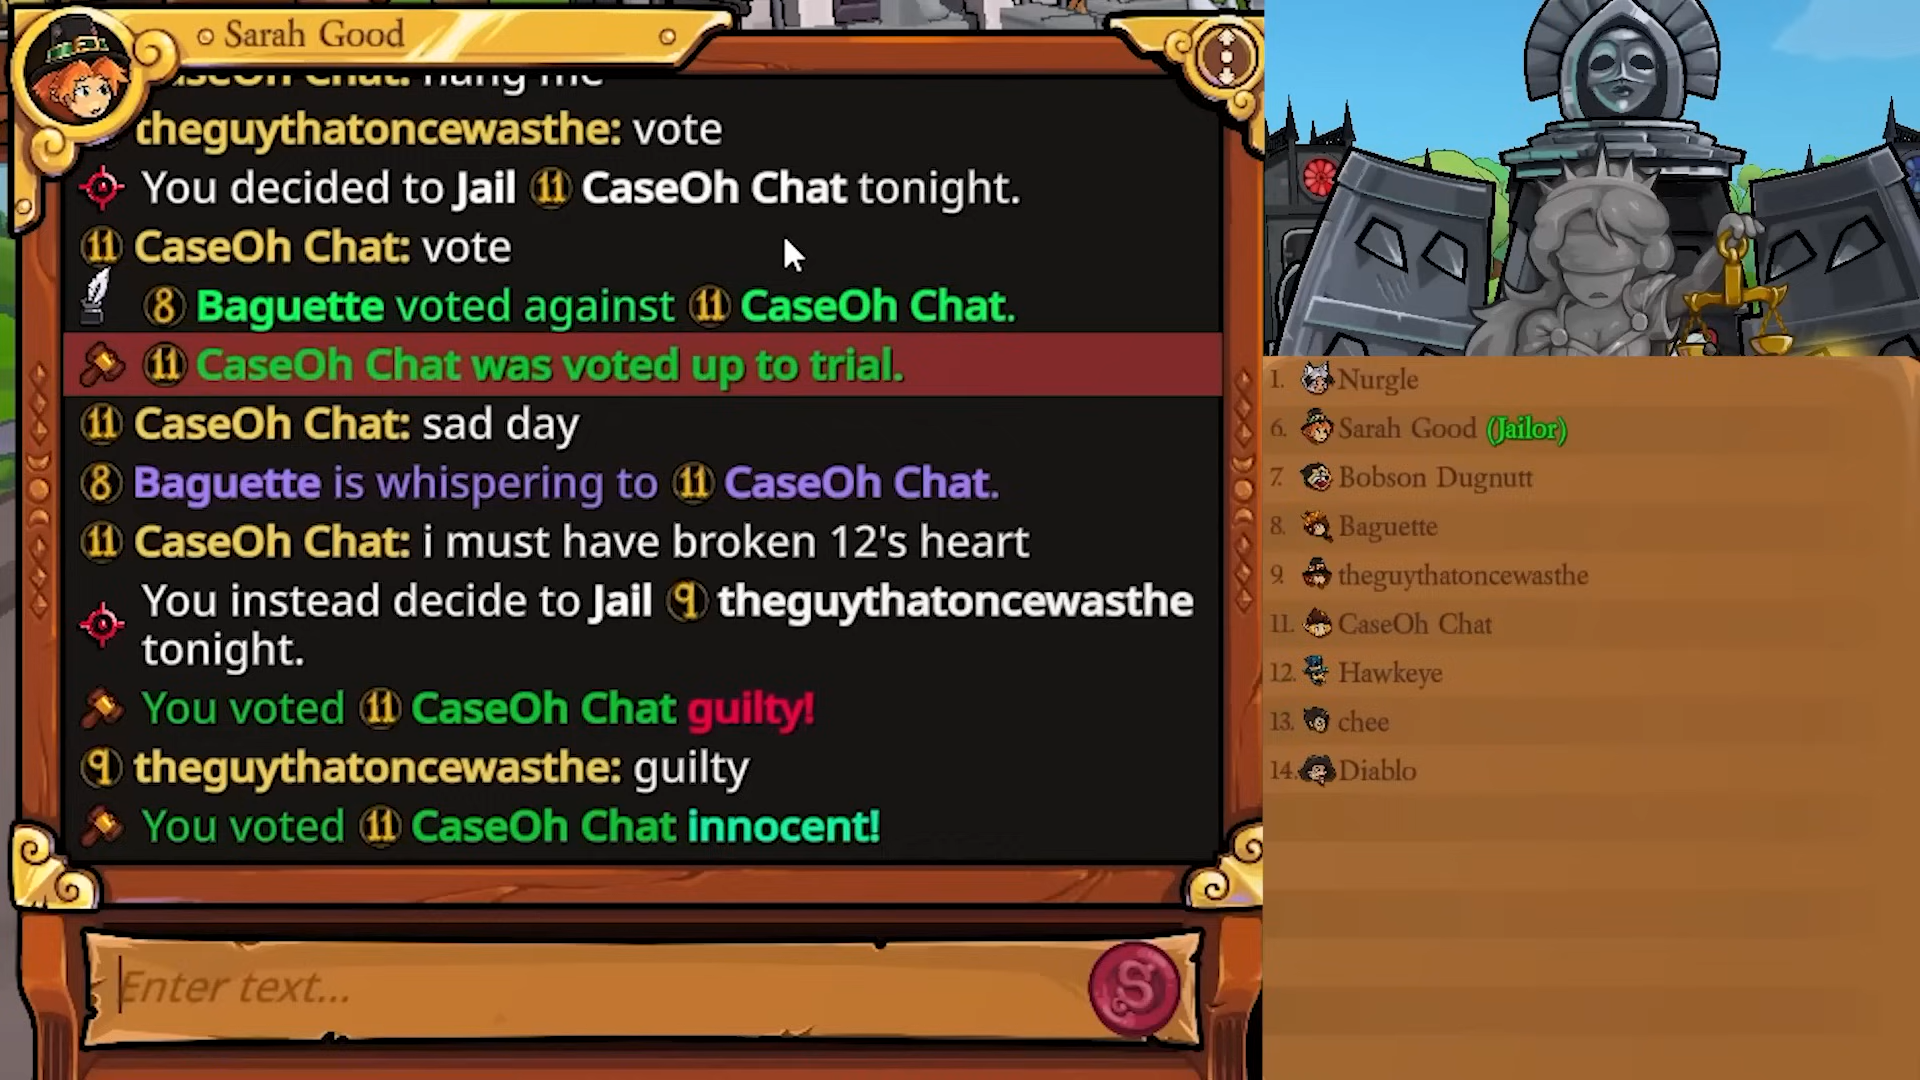 Sarah Good
CaseOh Chat: hang me
theguythatoncewasthe: vote
You decided to Jail 11 CaseOh Chat tonight.
11 CaseOh Chat: vote
8 Baguette voted against 11 CaseOh Chat.
11 CaseOh Chat was voted up to trial.
11 CaseOh Chat: sad day
8 Baguette is whispering to 11 CaseOh Chat.
11 CaseOh Chat: i must have broken 12's heart
You instead decide to Jail 9 theguythatoncewasthe
tonight.
You voted 11 CaseOh Chat guilty!
9 theguythatoncewasthe: guilty
You voted 11 CaseOh Chat innocent!
Enter text...
S
1. Nurgle
6. Sarah Good (Jailor)
7. Bobson Dugnutt
8. Baguette
9. theguythatoncewasthe
11. CaseOh Chat
12. Hawkeye
13. chee
14. Diablo